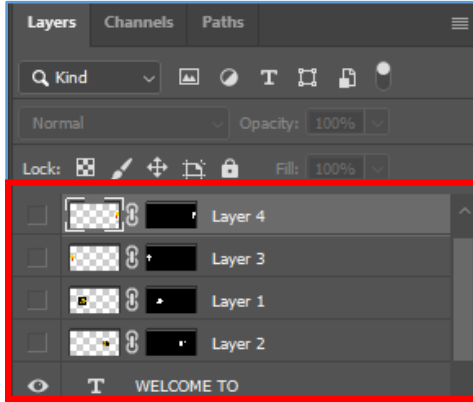 Layers Channels Paths
Kind T
Normal Opacity: 100%
Lock: Fill: 100%
Layer 4
Layer 3
Layer 1
Layer 2
T WELCOME TO